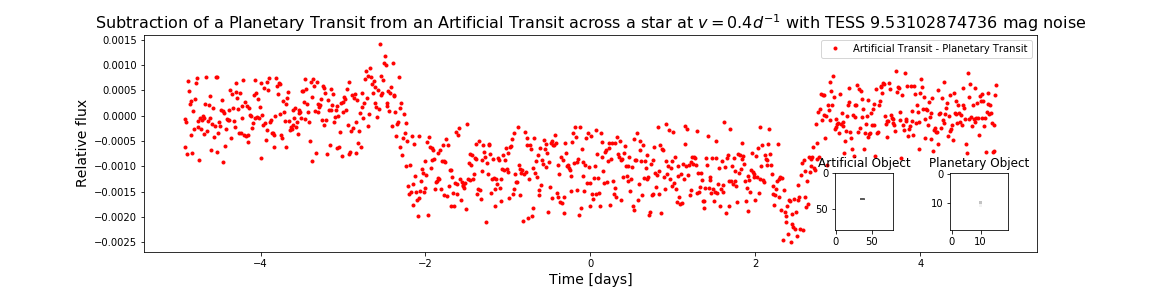 Subtraction of a Planetary Transit from an Artificial Transit across a star at v = 0.4d⁻¹ with TESS 9.53102874736 mag noise
Artificial Transit - Planetary Transit
Relative flux
0.0015
0.0010
0.0005
0.0000
−0.0005
−0.0010
−0.0015
−0.0020
−0.0025
Artificial Object
0
50
0 50
Planetary Object
0
10
0 10
−4 −2 0 2 4
Time [days]